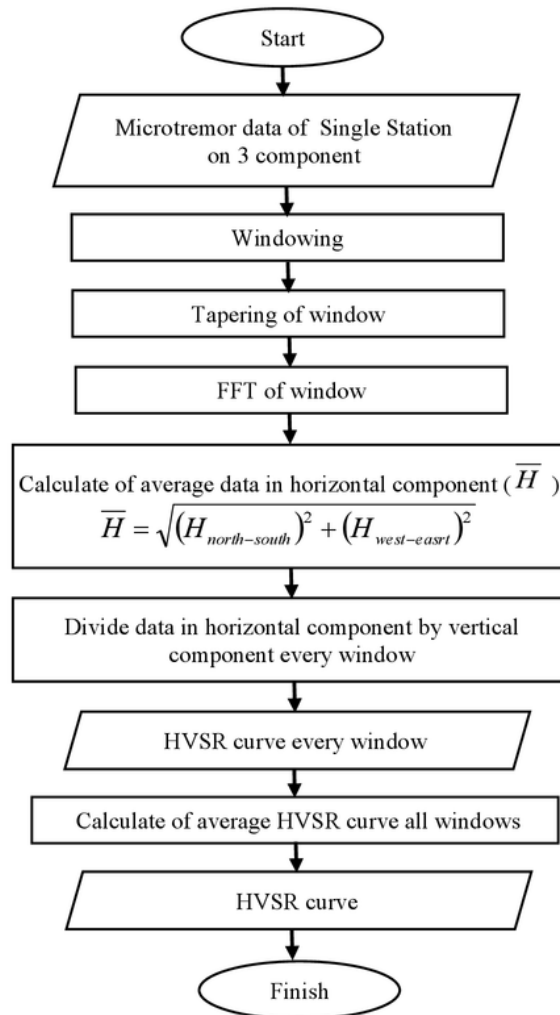 Start
Microtremor data of Single Station
on 3 component
Windowing
Tapering of window
FFT of window
Calculate of average data in horizontal component ( H̅ )
H̅ = √((H_north−south)² + (H_west−easrt)²)
Divide data in horizontal component by vertical
component every window
HVSR curve every window
Calculate of average HVSR curve all windows
HVSR curve
Finish